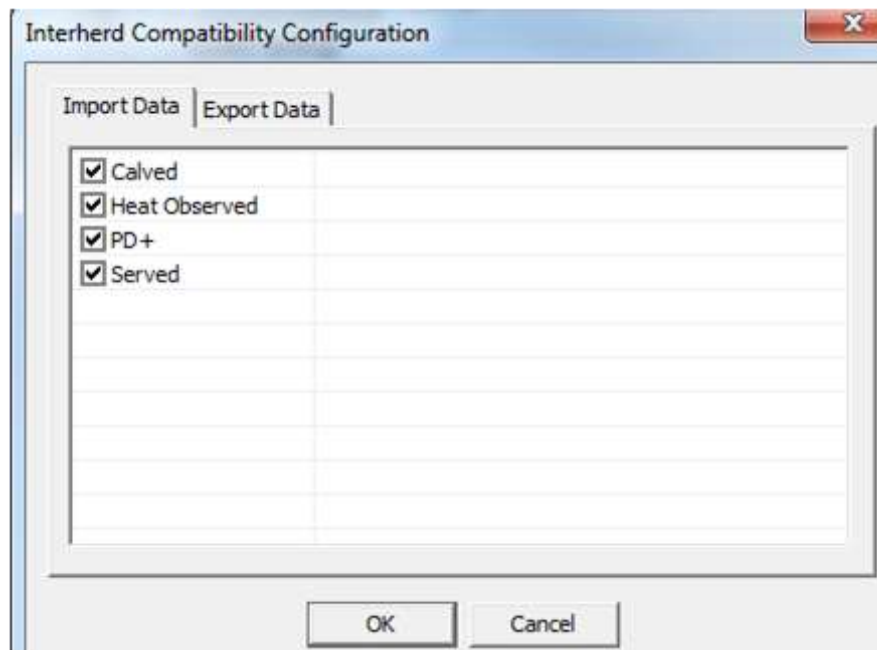 Interherd Compatibility Configuration
Import Data Export Data
Calved
Heat Observed
PD+
Served
OK Cancel